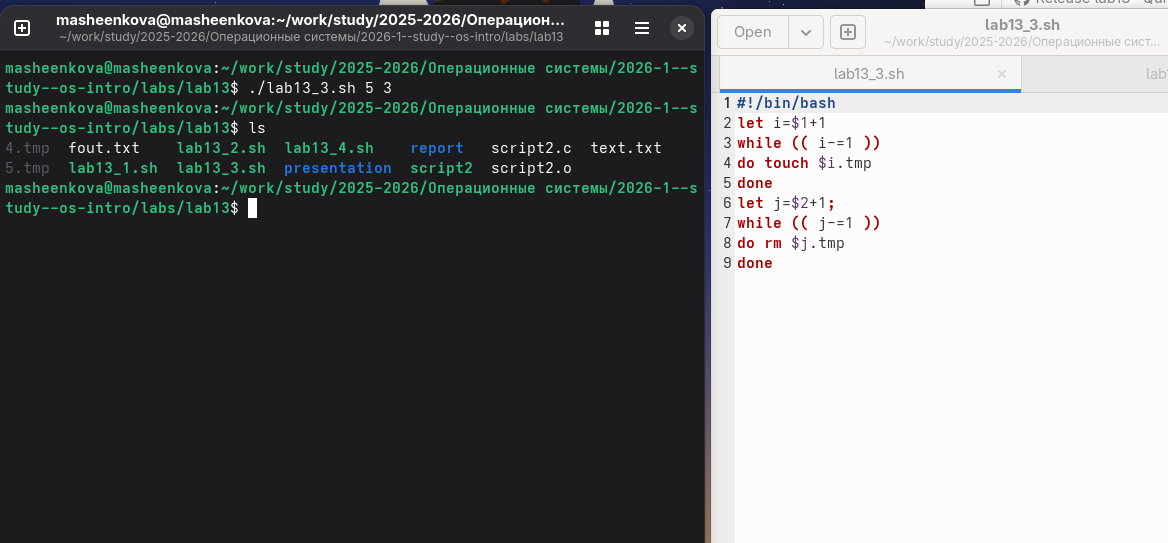 masheenkova@masheenkova:~/work/study/2025-2026/Операцион...
~/work/study/2025-2026/Операционные системы/2026-1--study--os-intro/labs/lab13
masheenkova@masheenkova:~/work/study/2025-2026/Операционные системы/2026-1--s
tudy--os-intro/labs/lab13$ ./lab13_3.sh 5 3
masheenkova@masheenkova:~/work/study/2025-2026/Операционные системы/2026-1--s
tudy--os-intro/labs/lab13$ ls
4.tmp fout.txt lab13_2.sh lab13_4.sh report script2.c text.txt
5.tmp lab13_1.sh lab13_3.sh presentation script2 script2.o
masheenkova@masheenkova:~/work/study/2025-2026/Операционные системы/2026-1--s
tudy--os-intro/labs/lab13$
Open
lab13_3.sh
~/work/study/2025-2026/Операционные сист...
lab13_3.sh
1 #!/bin/bash
2 let i=$1+1
3 while (( i-=1 ))
4 do touch $i.tmp
5 done
6 let j=$2+1;
7 while (( j-=1 ))
8 do rm $j.tmp
9 done